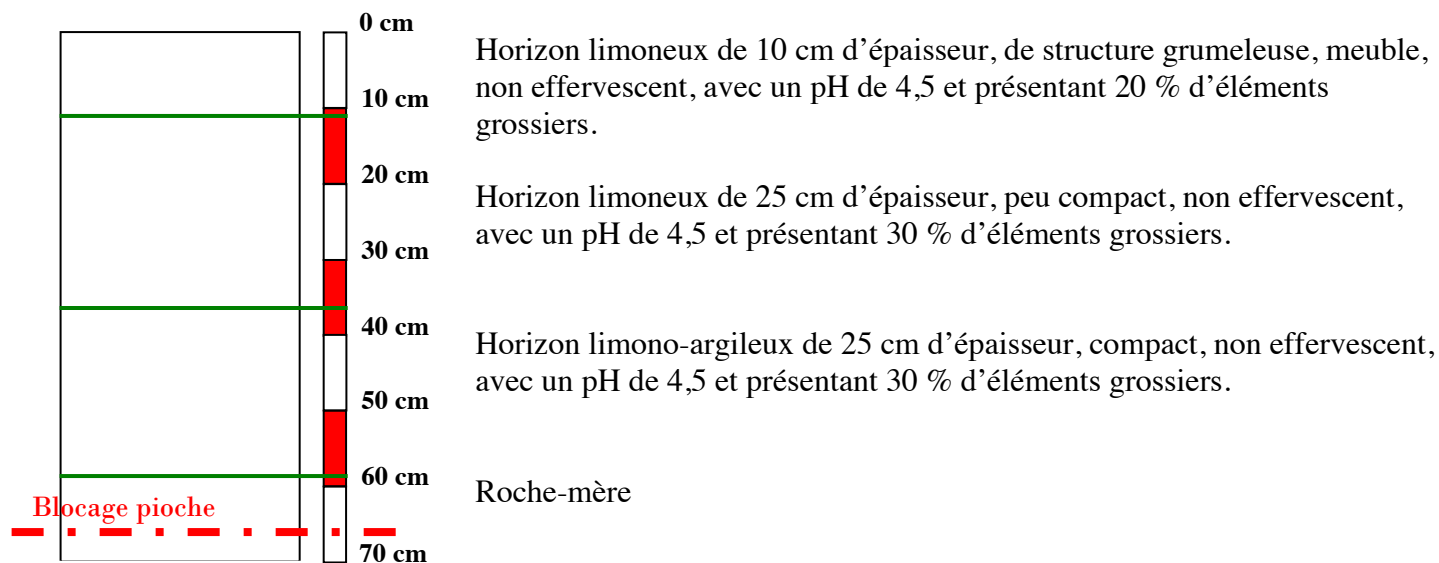 0 cm
Horizon limoneux de 10 cm d’épaisseur, de structure grumeleuse, meuble,
non effervescent, avec un pH de 4,5 et présentant 20 % d’éléments
grossiers.
10 cm
20 cm
Horizon limoneux de 25 cm d’épaisseur, peu compact, non effervescent,
avec un pH de 4,5 et présentant 30 % d’éléments grossiers.
30 cm
40 cm
Horizon limono-argileux de 25 cm d’épaisseur, compact, non effervescent,
avec un pH de 4,5 et présentant 30 % d’éléments grossiers.
50 cm
60 cm
Roche-mère
Blocage pioche
70 cm